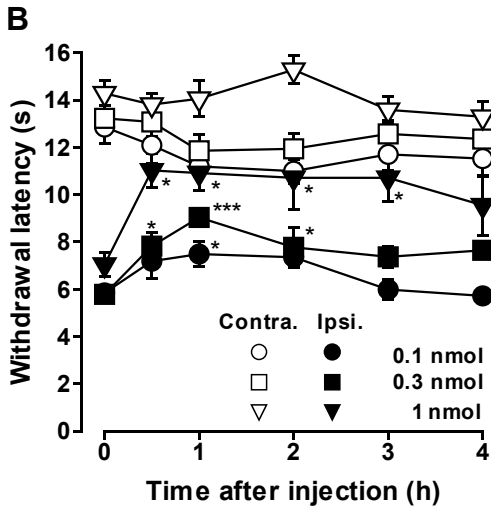 B
Withdrawal latency (s)
16
14
12
10
8
6
4
2
0
*
*
*
*
*
***
*
*
Contra. Ipsi.
0.1 nmol
0.3 nmol
1 nmol
0 1 2 3 4
Time after injection (h)